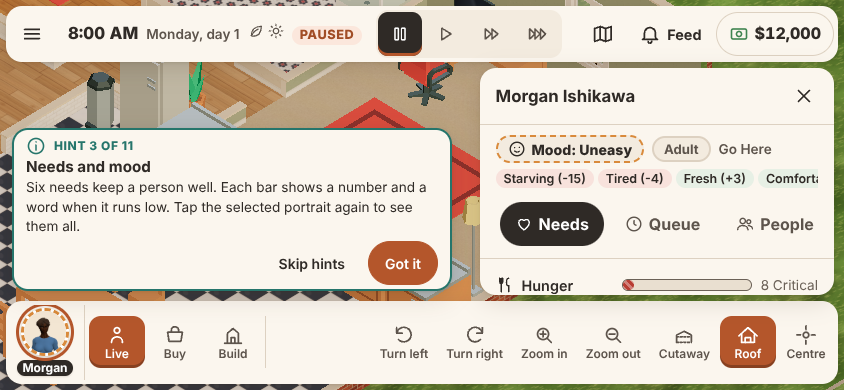 8:00 AM Monday, day 1 PAUSED Feed $12,000
HINT 3 OF 11
Needs and mood
Six needs keep a person well. Each bar shows a number and a
word when it runs low. Tap the selected portrait again to see
them all.
Skip hints Got it
Morgan Ishikawa
Mood: Uneasy Adult Go Here
Starving (-15) Tired (-4) Fresh (+3)
Needs Queue People
Hunger 8 Critical
Morgan Live Buy Build Turn left Turn right Zoom in Zoom out Cutaway Roof Centre